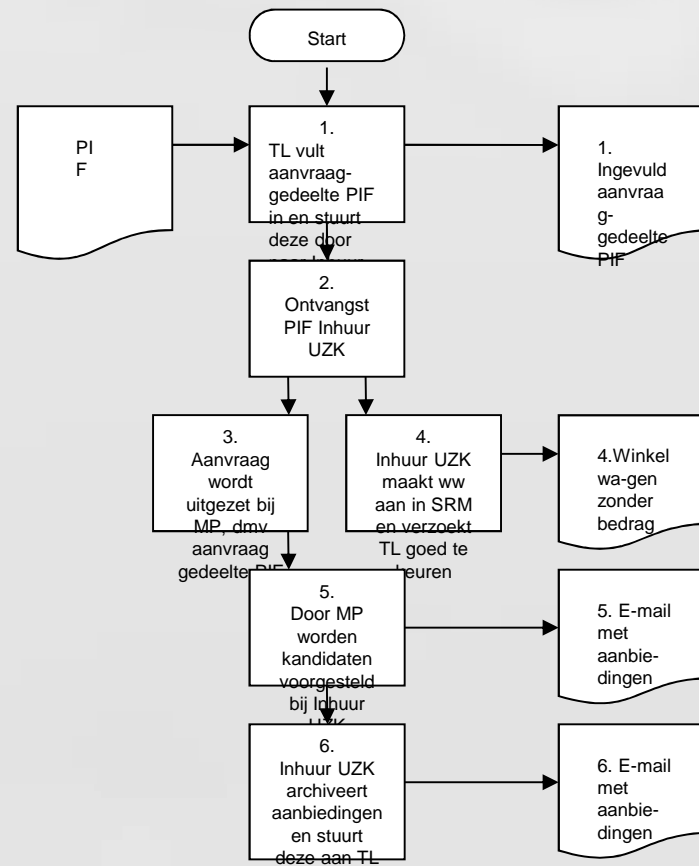 Start
PI
F
1.
TL vult
aanvraag-
gedeelte PIF
in en stuurt
deze door
naar Inhuur
1.
Ingevuld
aanvraa
g-
gedeelte
PIF
2.
Ontvangst
PIF Inhuur
UZK
3.
Aanvraag
wordt
uitgezet bij
MP, dmv
aanvraag
gedeelte PIF
4.
Inhuur UZK
maakt ww
aan in SRM
en verzoekt
TL goed te
keuren
4.Winkel
wa-gen
zonder
bedrag
5.
Door MP
worden
kandidaten
voorgesteld
bij Inhuur
UZK
5. E-mail
met
aanbie-
dingen
6.
Inhuur UZK
archiveert
aanbiedingen
en stuurt
deze aan TL
6. E-mail
met
aanbie-
dingen